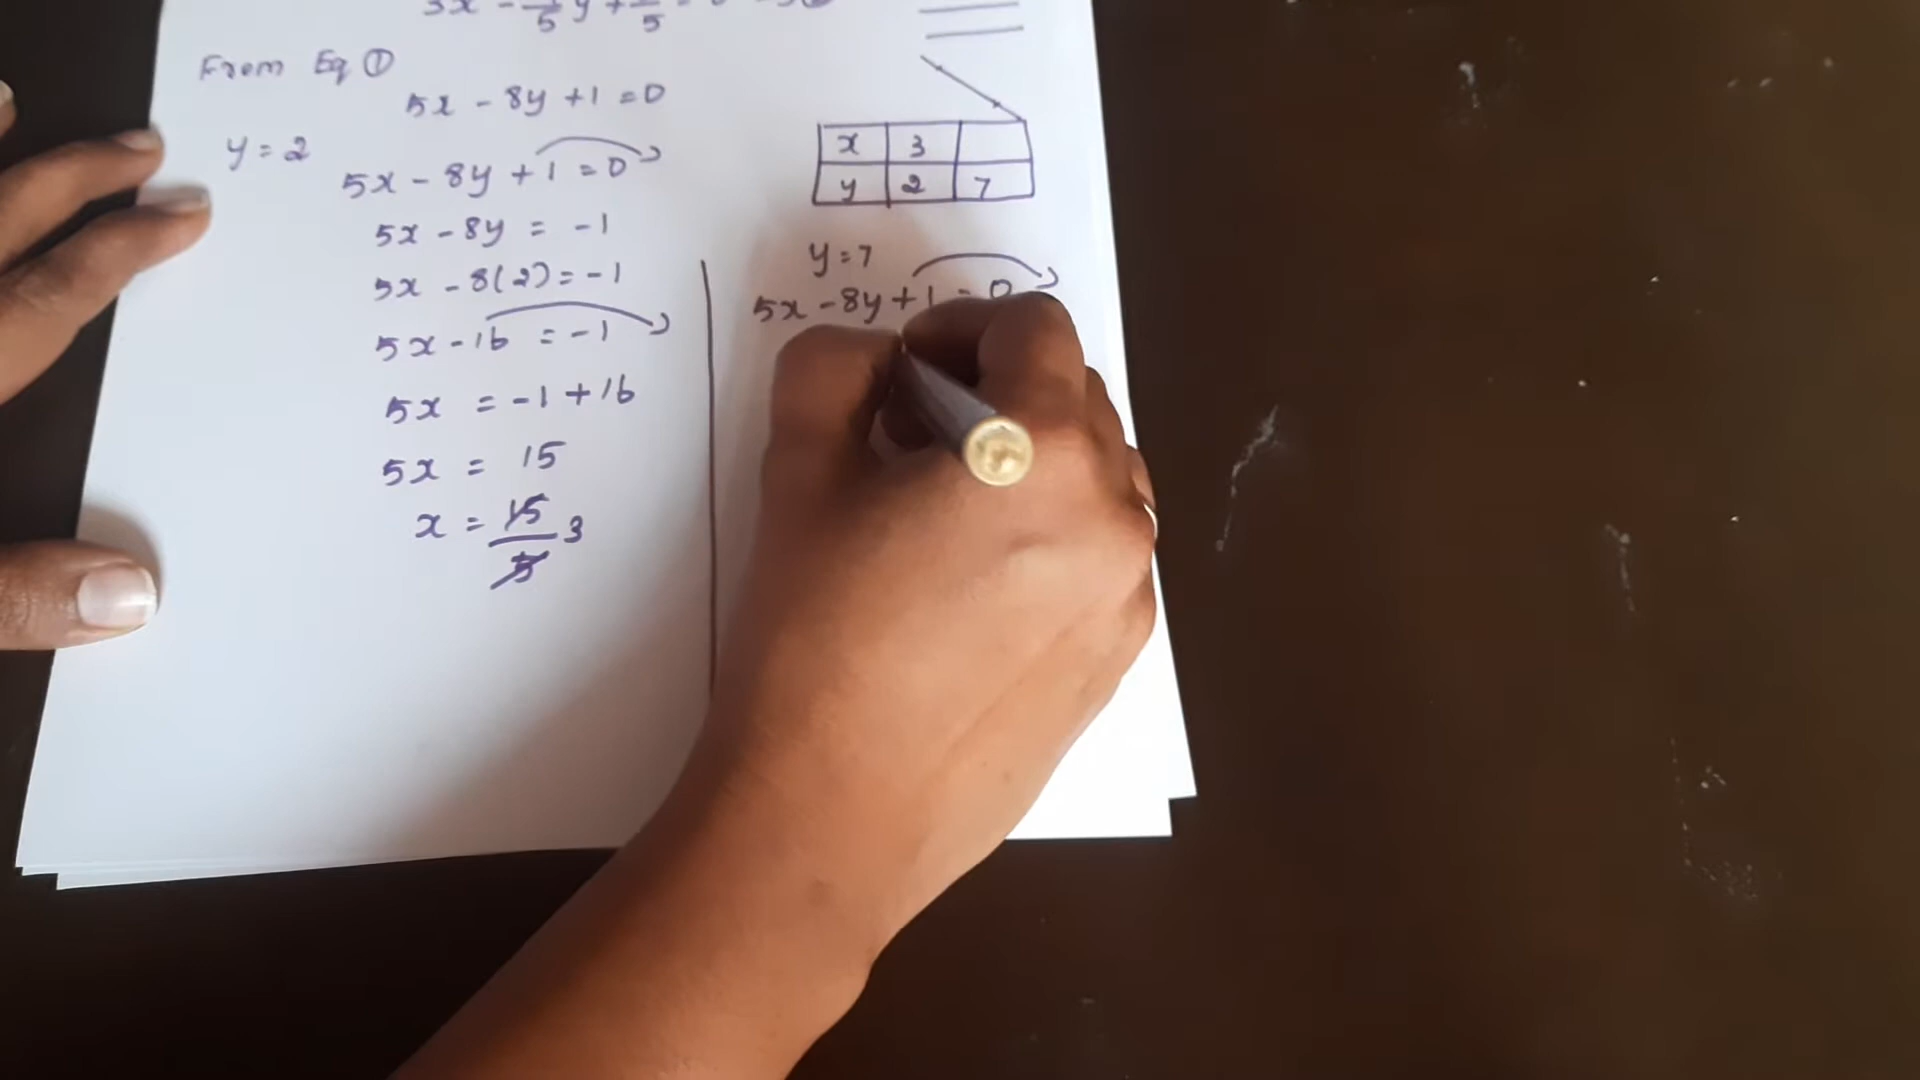 From Eq ①
5x - 8y + 1 = 0
y = 2
5x - 8y + 1 = 0
5x - 8y = -1
5x - 8(2) = -1
5x - 16 = -1
5x = -1 + 16
5x = 15
x = 15/5 3
x 3
y 2 7
y = 7
5x - 8y + 1 = 0